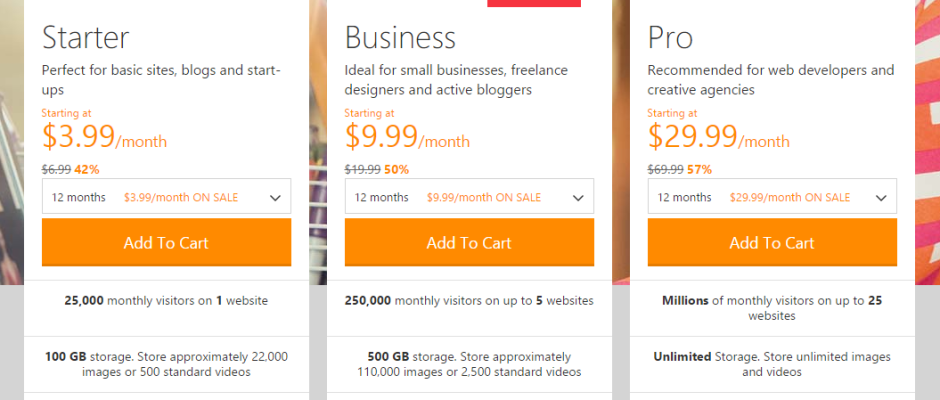 Starter
Perfect for basic sites, blogs and start-
ups
Starting at
$3.99/month
$6.99 42%
12 months $3.99/month ON SALE
Add To Cart
25,000 monthly visitors on 1 website
100 GB storage. Store approximately 22,000
images or 500 standard videos
Business
Ideal for small businesses, freelance
designers and active bloggers
Starting at
$9.99/month
$19.99 50%
12 months $9.99/month ON SALE
Add To Cart
250,000 monthly visitors on up to 5 websites
500 GB storage. Store approximately
110,000 images or 2,500 standard videos
Pro
Recommended for web developers and
creative agencies
Starting at
$29.99/month
$69.99 57%
12 months $29.99/month ON SALE
Add To Cart
Millions of monthly visitors on up to 25
websites
Unlimited Storage. Store unlimited images
and videos